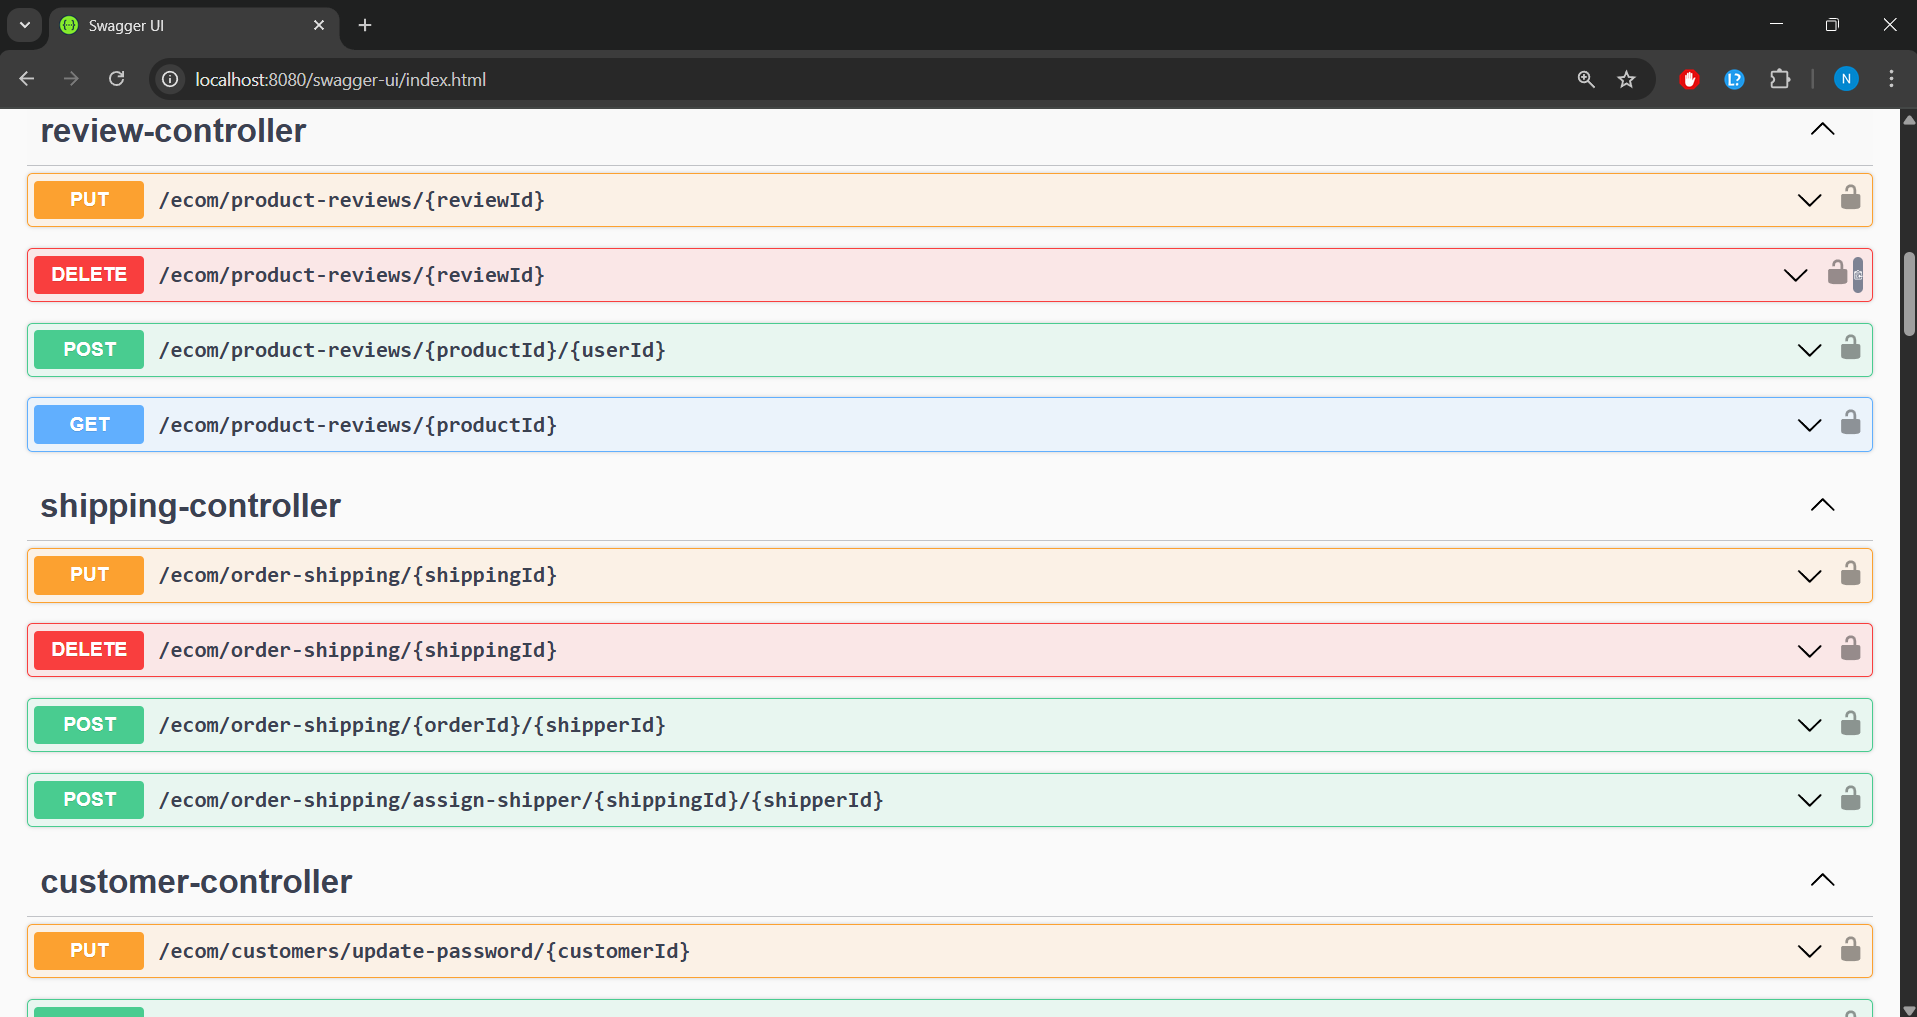 Swagger UI
localhost:8080/swagger-ui/index.html
L?
N
review-controller
PUT /ecom/product-reviews/{reviewId}
DELETE /ecom/product-reviews/{reviewId}
POST /ecom/product-reviews/{productId}/{userId}
GET /ecom/product-reviews/{productId}
shipping-controller
PUT /ecom/order-shipping/{shippingId}
DELETE /ecom/order-shipping/{shippingId}
POST /ecom/order-shipping/{orderId}/{shipperId}
POST /ecom/order-shipping/assign-shipper/{shippingId}/{shipperId}
customer-controller
PUT /ecom/customers/update-password/{customerId}